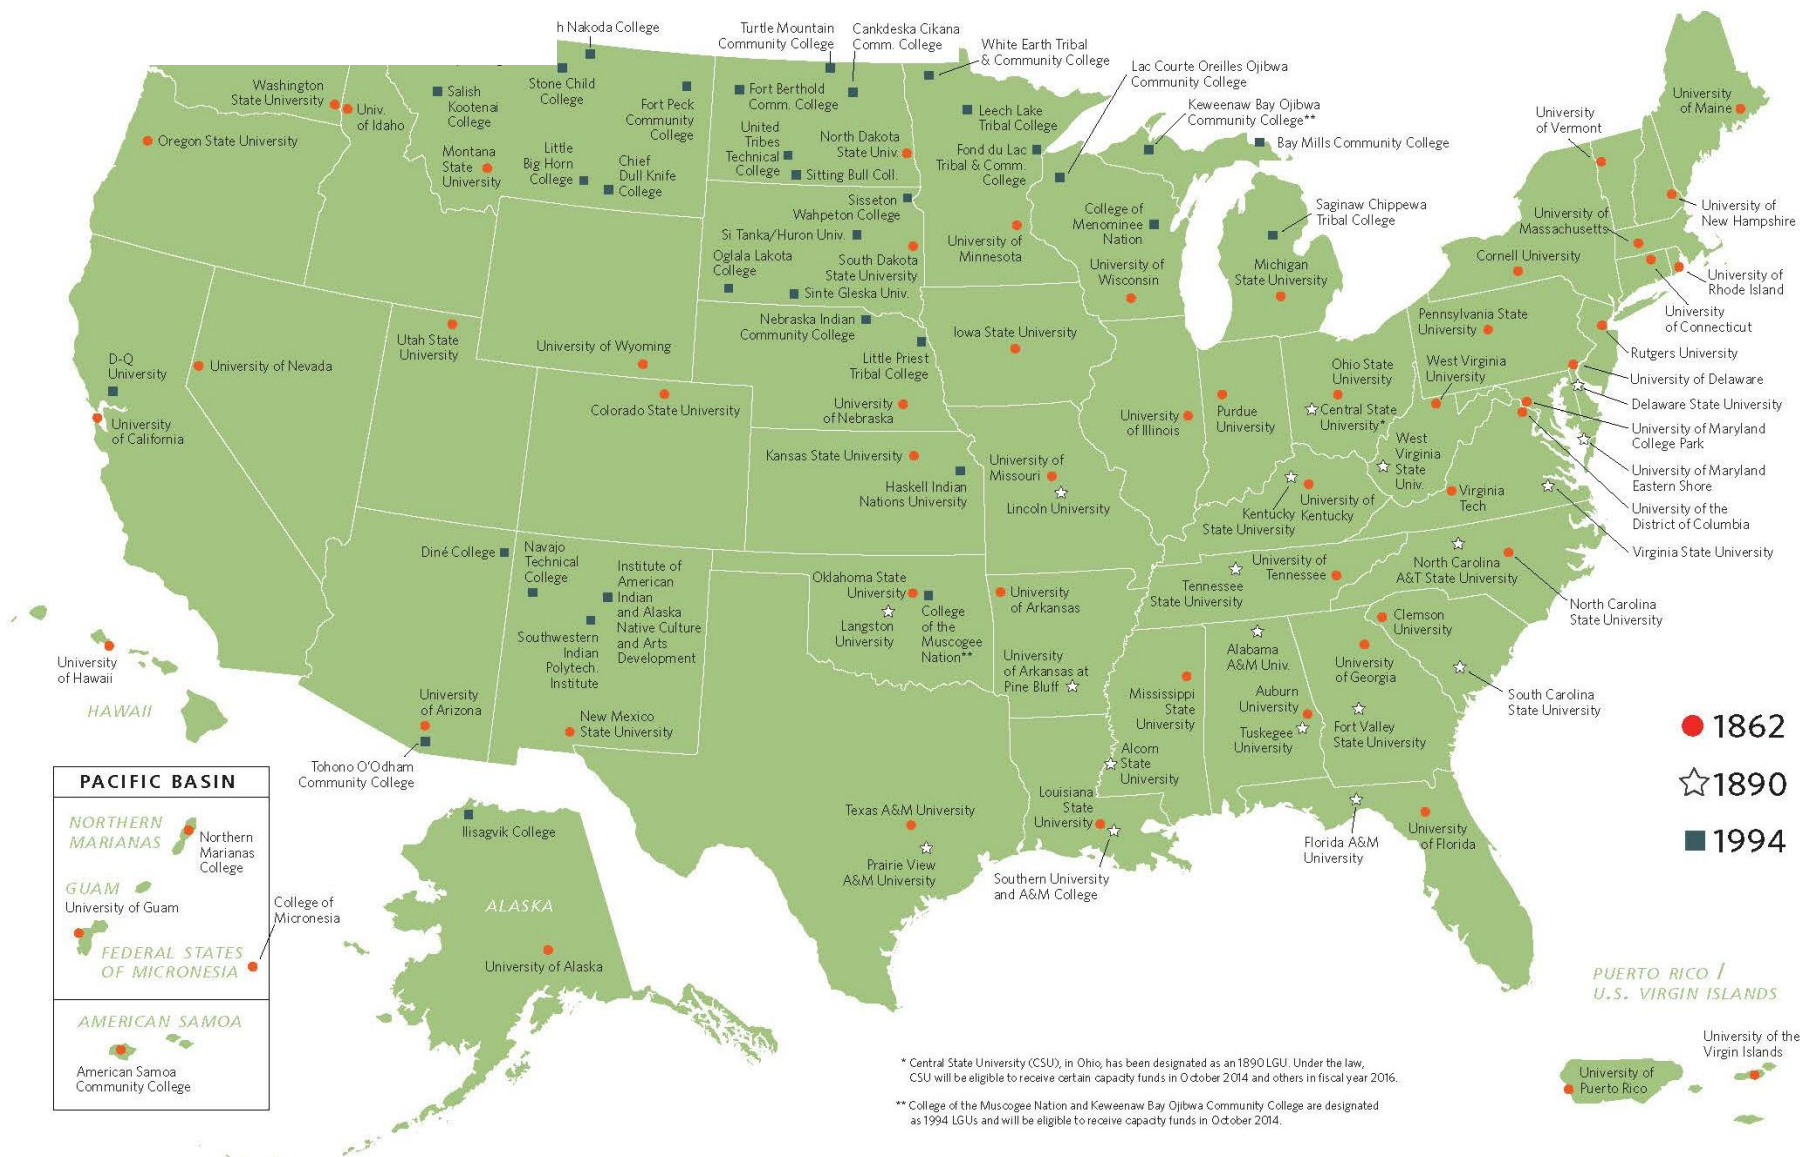 h Nakoda College
Turtle Mountain
Community College
Cankdeska Cikana
Comm. College
White Earth Tribal
& Community College
Lac Courte Oreilles Ojibwa
Community College
Keweenaw Bay Ojibwa
Community College**
Bay Mills Community College
Washington
State University
Univ.
of Idaho
Oregon State University
Salish
Kootenai
College
Stone Child
College
Fort Peck
Community
College
Montana
State
University
Little
Big Horn
College
Chief
Dull Knife
College
Fort Berthold
Comm. College
United
Tribes
Technical
College
North Dakota
State Univ.
Sitting Bull Coll.
Leech Lake
Tribal College
Fond du Lac
Tribal & Comm.
College
Sisseton
Wahpeton College
Si Tanka/Huron Univ.
Oglala Lakota
College
South Dakota
State University
Sinte Gleska Univ.
University of
Minnesota
College of
Menominee
Nation
University of
Wisconsin
Saginaw Chippewa
Tribal College
Michigan
State University
University
of Maine
University
of Vermont
University of
New Hampshire
University of
Massachusetts
Cornell University
University of
Rhode Island
University
of Connecticut
Pennsylvania State
University
Rutgers University
West Virginia
University
University of Delaware
Delaware State University
University of Maryland
College Park
University of Maryland
Eastern Shore
University of the
District of Columbia
Virginia State University
D-Q
University
University
of California
University of Nevada
Utah State
University
University of Wyoming
Colorado State University
Nebraska Indian
Community College
Little Priest
Tribal College
University
of Nebraska
Iowa State University
Kansas State University
Haskell Indian
Nations University
University of
Missouri
Lincoln University
University
of Illinois
Purdue
University
Ohio State
University
Central State
University*
West
Virginia
State
Univ.
Virginia
Tech
Kentucky
State University
University of
Kentucky
Diné College
Navajo
Technical
College
Institute of
American
Indian
and Alaska
Native Culture
and Arts
Development
Southwestern
Indian
Polytech.
Institute
University
of Arizona
Tohono O'Odham
Community College
New Mexico
State University
Oklahoma State
University
Langston
University
College
of the
Muscogee
Nation**
University
of Arkansas
University
of Arkansas at
Pine Bluff
Tennessee
State University
University of
Tennessee
North Carolina
A&T State University
North Carolina
State University
Clemson
University
South Carolina
State University
Alabama
A&M Univ.
Auburn
University
Tuskegee
University
University
of Georgia
Fort Valley
State University
Mississippi
State
University
Alcorn
State
University
Louisiana
State
University
Southern University
and A&M College
Texas A&M University
Prairie View
A&M University
Florida A&M
University
University
of Florida
University
of Hawaii
HAWAII
PACIFIC BASIN
NORTHERN
MARIANAS
Northern
Marianas
College
GUAM
University of Guam
FEDERAL STATES
OF MICRONESIA
College of
Micronesia
AMERICAN SAMOA
American Samoa
Community College
Ilisagvik College
ALASKA
University of Alaska
1862
1890
1994
PUERTO RICO /
U.S. VIRGIN ISLANDS
University of
Puerto Rico
University of the
Virgin Islands
* Central State University (CSU), in Ohio, has been designated as an 1890 LGU. Under the law,
CSU will be eligible to receive certain capacity funds in October 2014 and others in fiscal year 2016.
** College of the Muscogee Nation and Keweenaw Bay Ojibwa Community College are designated
as 1994 LGUs and will be eligible to receive capacity funds in October 2014.